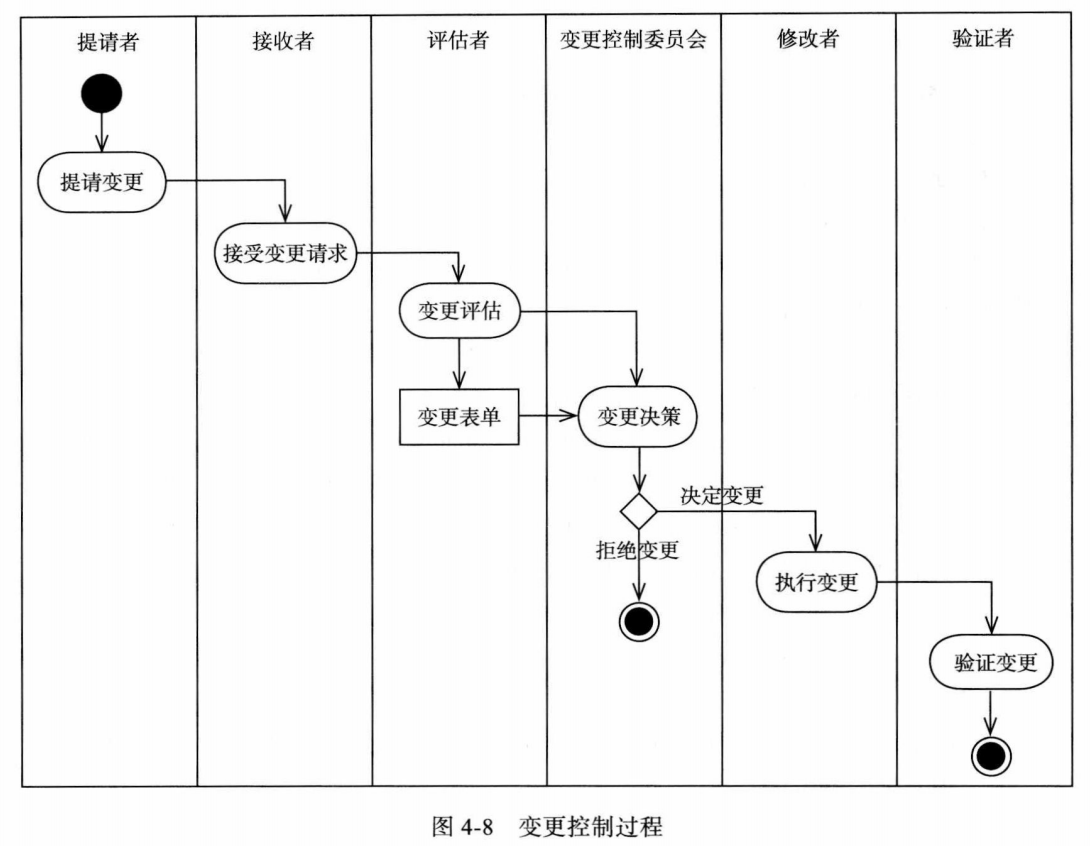 提请者
接收者
评估者
变更控制委员会
修改者
验证者
提请变更
接受变更请求
变更评估
变更表单
变更决策
决定变更
拒绝变更
执行变更
验证变更
图 4-8 变更控制过程